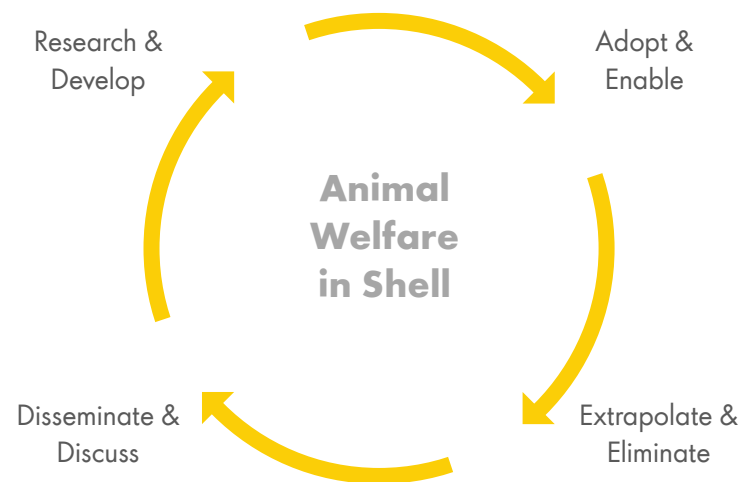 Research &
Develop
Adopt &
Enable
Animal
Welfare
in Shell
Disseminate &
Discuss
Extrapolate &
Eliminate